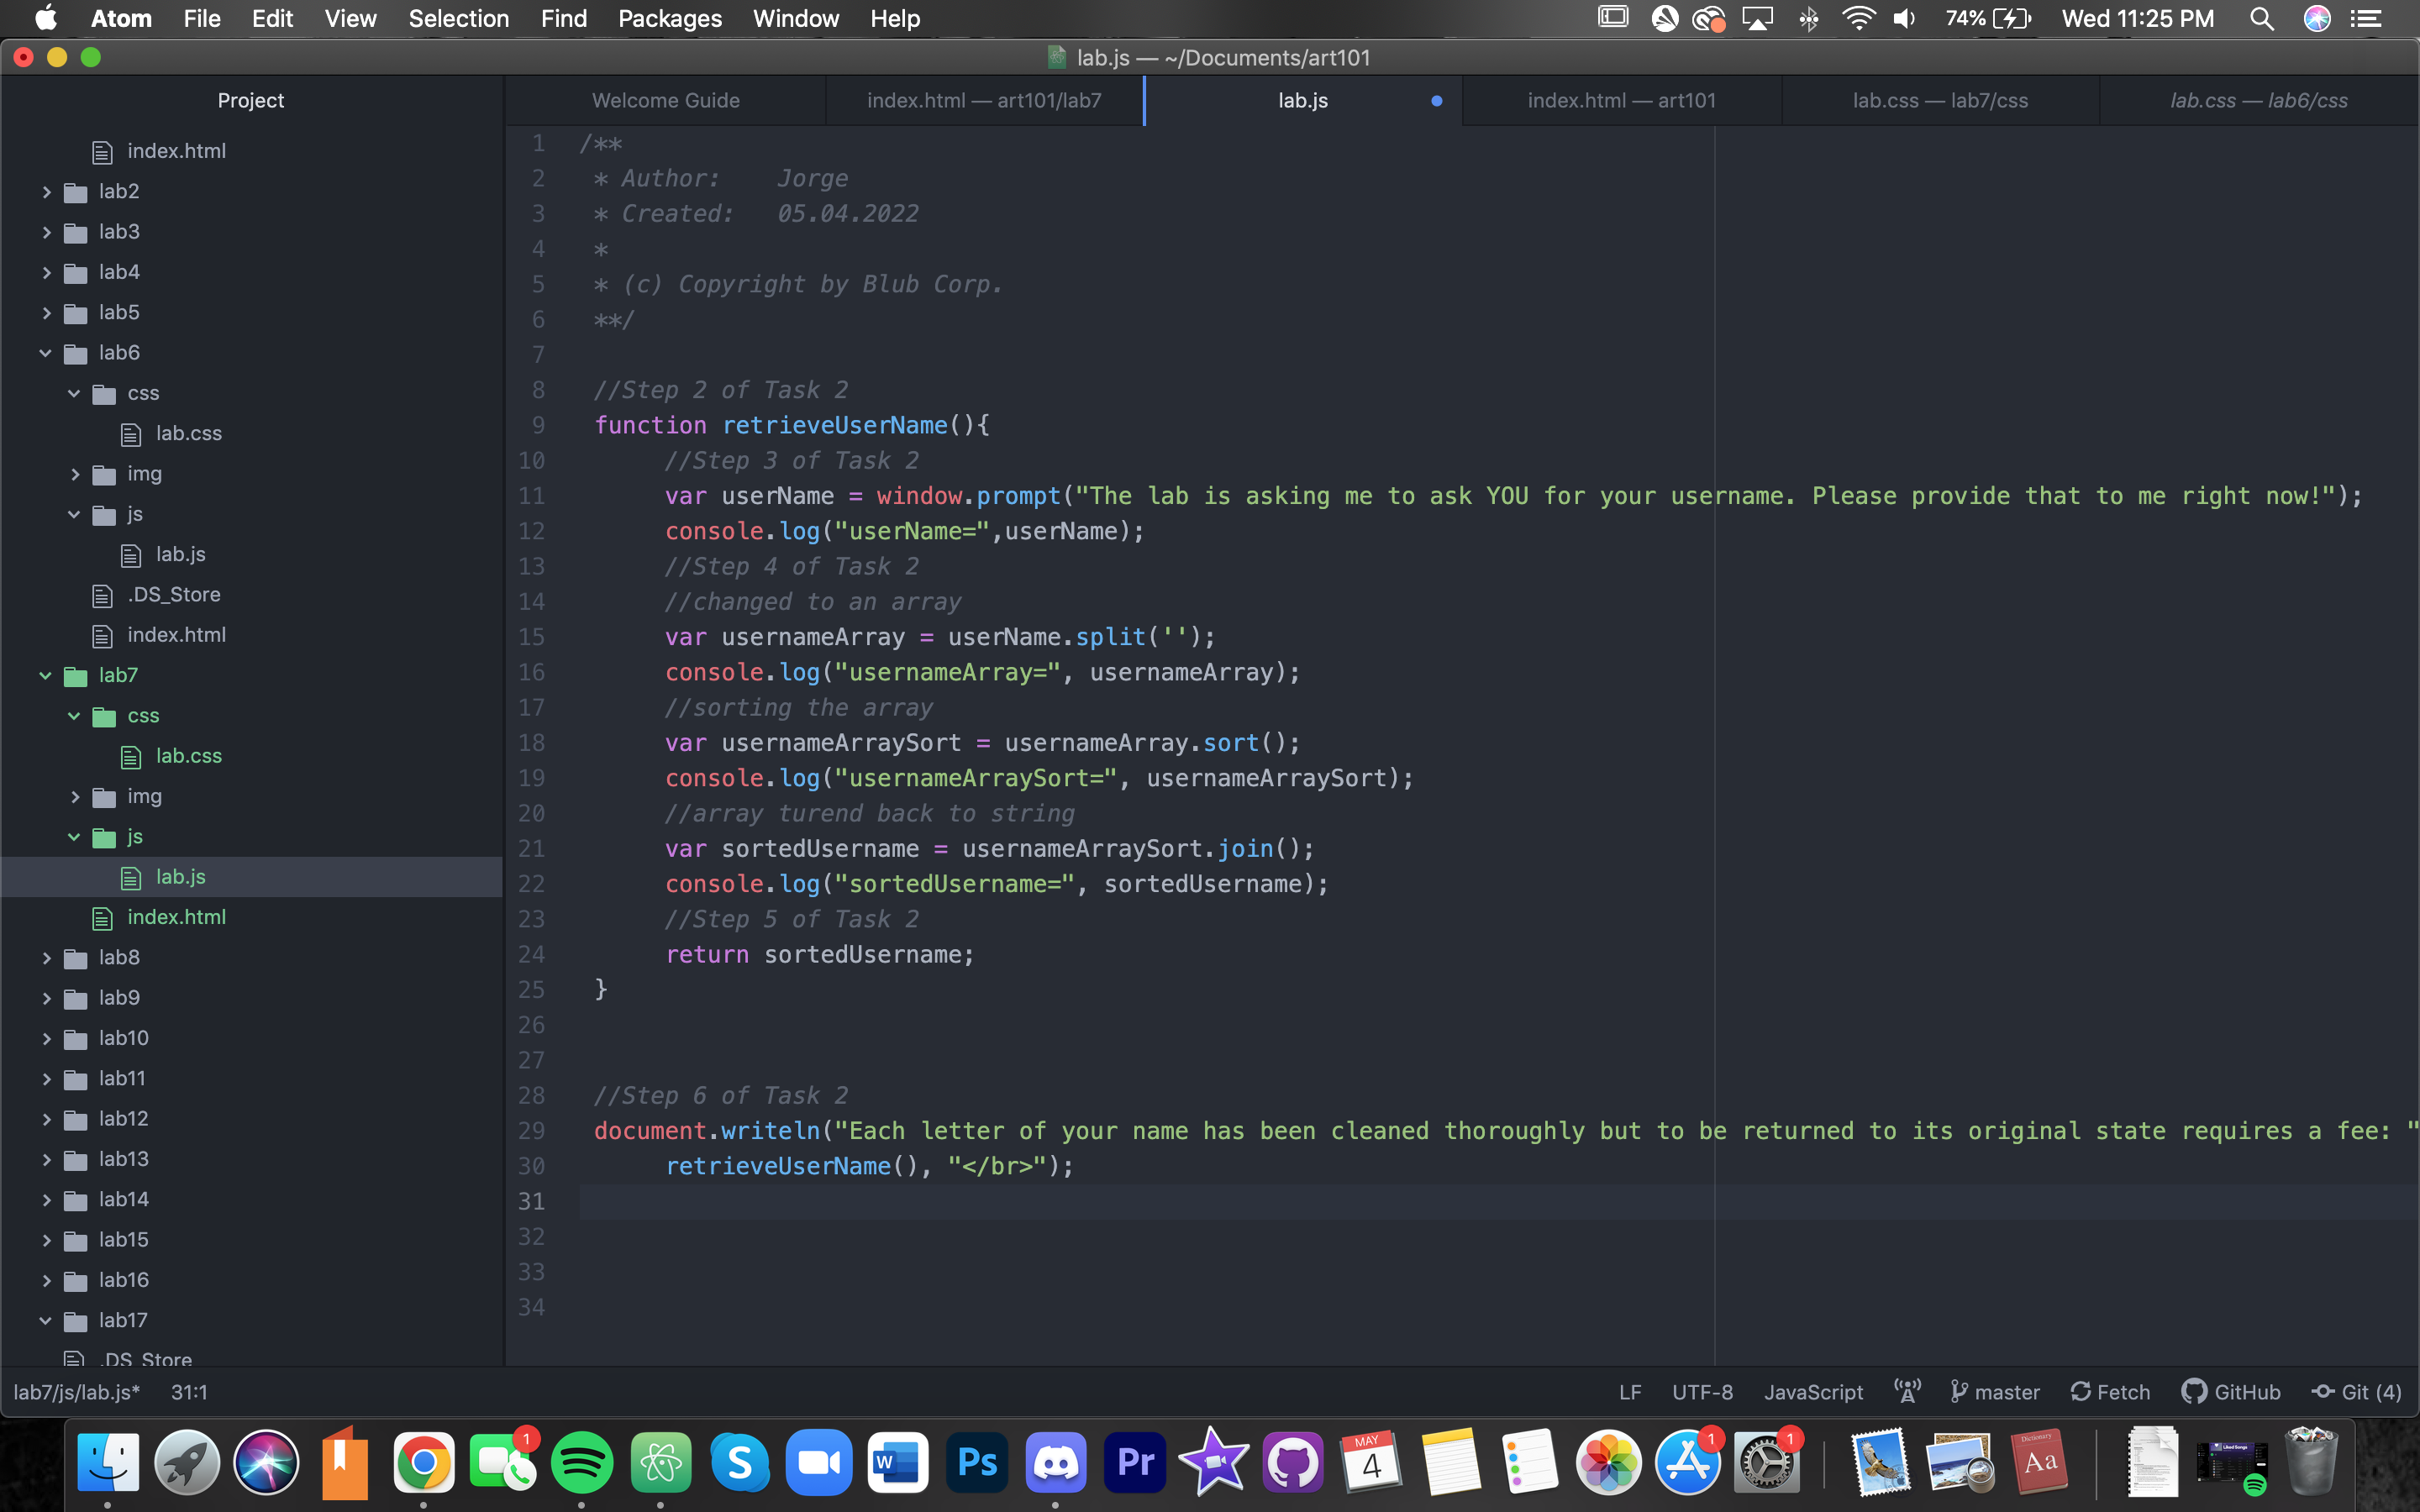 Atom File Edit View Selection Find Packages Window Help 74% Wed 11:25 PM
lab.js — ~/Documents/art101
Project
index.html
lab2
lab3
lab4
lab5
lab6
css
lab.css
img
js
lab.js
.DS_Store
index.html
lab7
css
lab.css
img
js
lab.js
index.html
lab8
lab9
lab10
lab11
lab12
lab13
lab14
lab15
lab16
lab17
.DS_Store
Welcome Guide index.html — art101/lab7 lab.js index.html — art101 lab.css — lab7/css lab.css — lab6/css
1 /**
2 * Author: Jorge
3 * Created: 05.04.2022
4 *
5 * (c) Copyright by Blub Corp.
6 **/
7
8 //Step 2 of Task 2
9 function retrieveUserName(){
10 //Step 3 of Task 2
11 var userName = window.prompt("The lab is asking me to ask YOU for your username. Please provide that to me right now!");
12 console.log("userName=",userName);
13 //Step 4 of Task 2
14 //changed to an array
15 var usernameArray = userName.split('');
16 console.log("usernameArray=", usernameArray);
17 //sorting the array
18 var usernameArraySort = usernameArray.sort();
19 console.log("usernameArraySort=", usernameArraySort);
20 //array turend back to string
21 var sortedUsername = usernameArraySort.join();
22 console.log("sortedUsername=", sortedUsername);
23 //Step 5 of Task 2
24 return sortedUsername;
25 }
26
27
28 //Step 6 of Task 2
29 document.writeln("Each letter of your name has been cleaned thoroughly but to be returned to its original state requires a fee: "
30 retrieveUserName(), "</br>");
31
32
33
34
lab7/js/lab.js* 31:1 LF UTF-8 JavaScript master Fetch GitHub Git (4)
1
S
W
Ps
Pr
MAY
4
1
1
Dictionary
Aa
Liked Songs